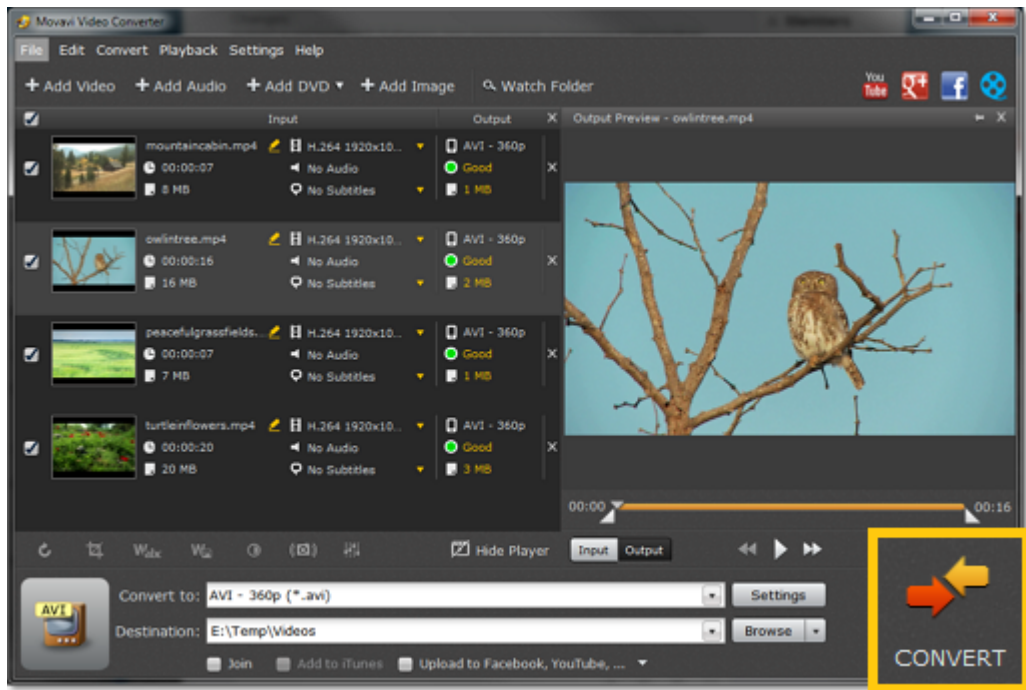 Movavi Video Converter
File Edit Convert Playback Settings Help
+ Add Video + Add Audio + Add DVD + Add Image Watch Folder
You Tube g+ f
Input Output X Output Preview - owlintree.mp4 X
mountaincabin.mp4 H.264 1920x10... AVI - 360p
00:00:07 No Audio Good X
8 MB No Subtitles 1 MB
owlintree.mp4 H.264 1920x10... AVI - 360p
00:00:16 No Audio Good X
16 MB No Subtitles 2 MB
peacefulgrassfields... H.264 1920x10... AVI - 360p
00:00:07 No Audio Good X
7 MB No Subtitles 1 MB
turtleinflowers.mp4 H.264 1920x10... AVI - 360p
00:00:20 No Audio Good X
20 MB No Subtitles 3 MB
00:00 00:16
Wabc Hide Player Input Output
AVI
Convert to: AVI - 360p (*.avi) Settings
Destination: E:\Temp\Videos Browse
Join Add to iTunes Upload to Facebook, YouTube, ...
CONVERT